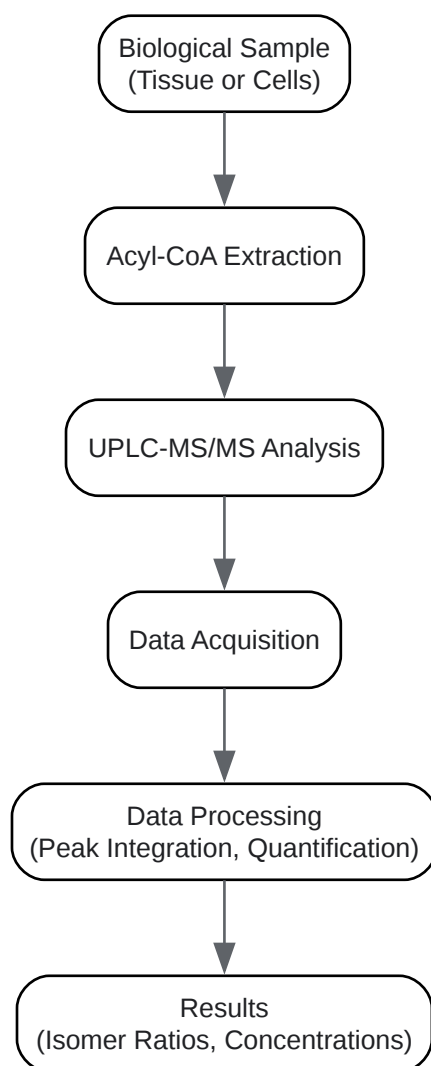 Biological Sample
(Tissue or Cells)
Acyl-CoA Extraction
UPLC-MS/MS Analysis
Data Acquisition
Data Processing
(Peak Integration, Quantification)
Results
(Isomer Ratios, Concentrations)